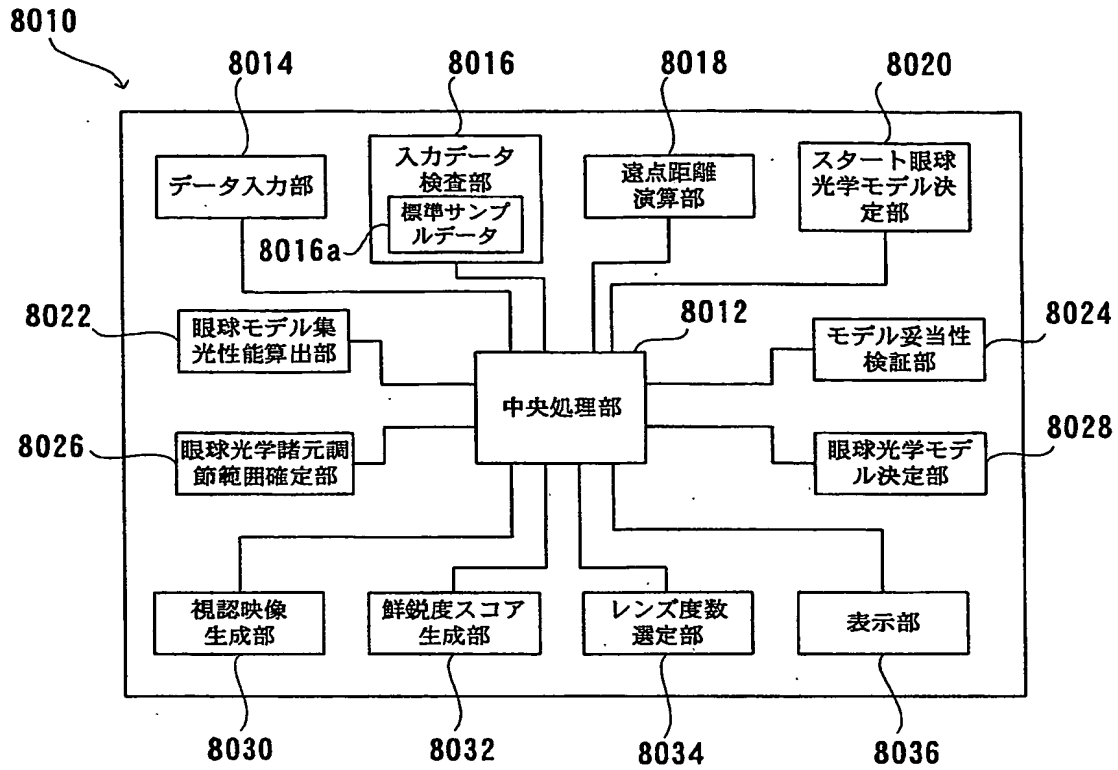 8010
8014
8016
8018
8020
データ入力部
入力データ
検査部
標準サンプ
ルデータ
8016a
遠点距離
演算部
スタート眼球
光学モデル決
定部
8022
眼球モデル集
光性能算出部
8012
モデル妥当性
検証部
8024
中央処理部
8026
眼球光学諸元調
節範囲確定部
眼球光学モデ
ル決定部
8028
視認映像
生成部
鮮鋭度スコア
生成部
レンズ度数
選定部
表示部
8030
8032
8034
8036